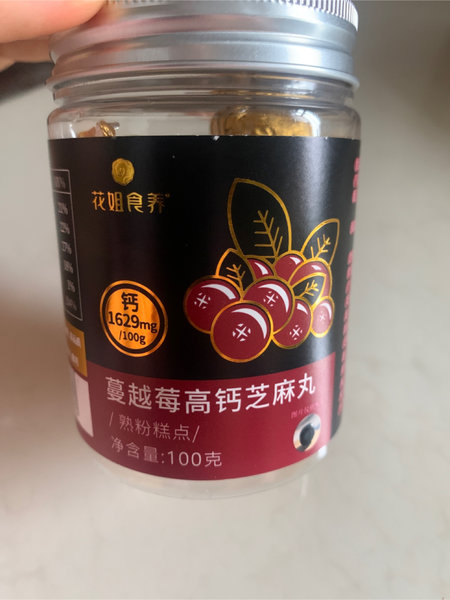 花姐食养®
钙
1629mg
/100g
蔓越莓高钙芝麻丸
/熟粉糕点/
净含量:100克